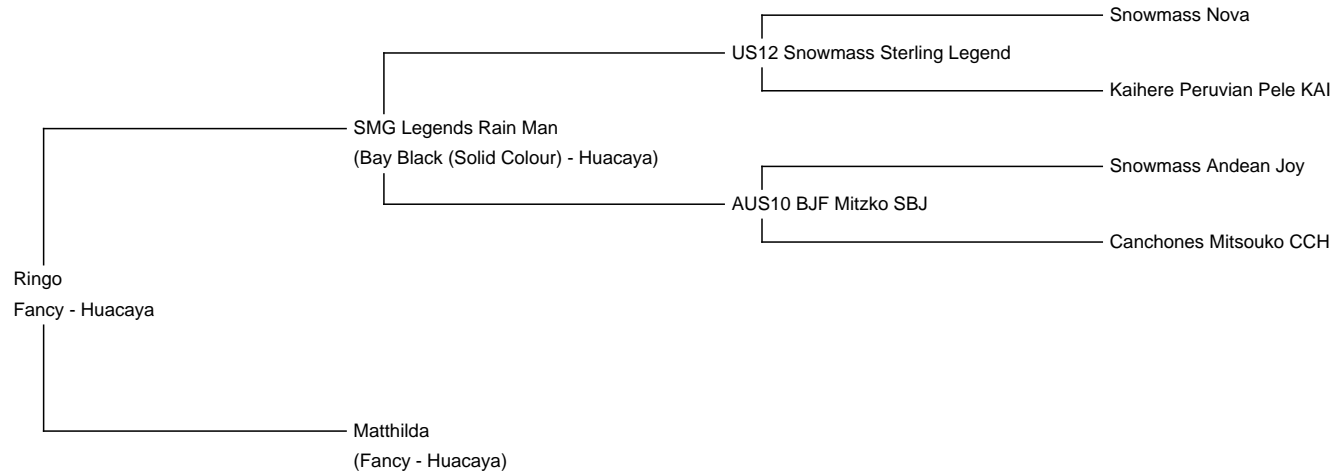 Snowmass Nova
US12 Snowmass Sterling Legend
Kaihere Peruvian Pele KAI
SMG Legends Rain Man
(Bay Black (Solid Colour) - Huacaya)
Snowmass Andean Joy
AUS10 BJF Mitzko SBJ
Canchones Mitsouko CCH
Ringo
Fancy - Huacaya
Matthilda
(Fancy - Huacaya)